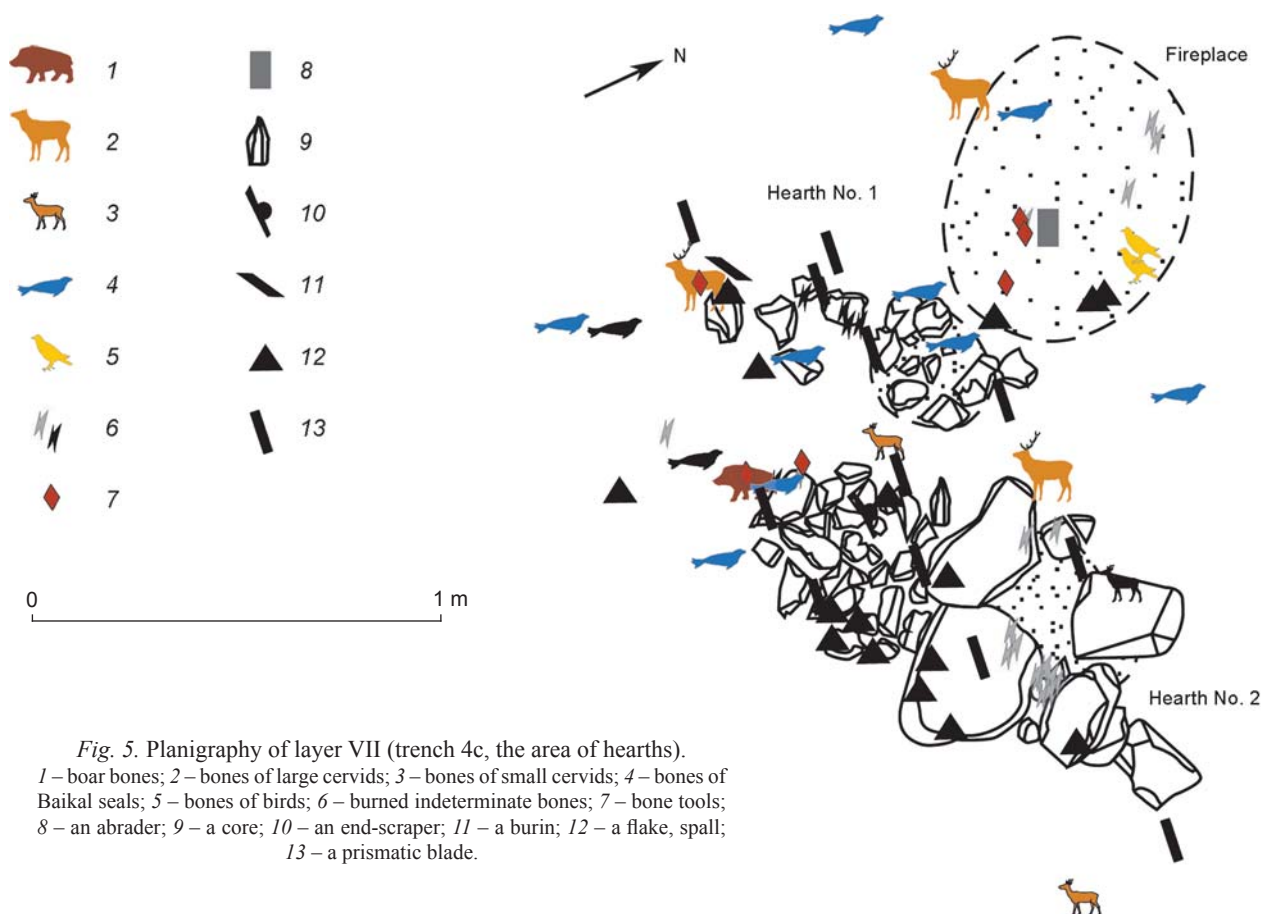 1
2
3
4
5
6
7
8
9
10
11
12
13
0 1 m
N
Fireplace
Hearth No. 1
Hearth No. 2
Fig. 5. Planigraphy of layer VII (trench 4c, the area of hearths).
1 – boar bones; 2 – bones of large cervids; 3 – bones of small cervids; 4 – bones of
Baikal seals; 5 – bones of birds; 6 – burned indeterminate bones; 7 – bone tools;
8 – an abrader; 9 – a core; 10 – an end-scraper; 11 – a burin; 12 – a flake, spall;
13 – a prismatic blade.